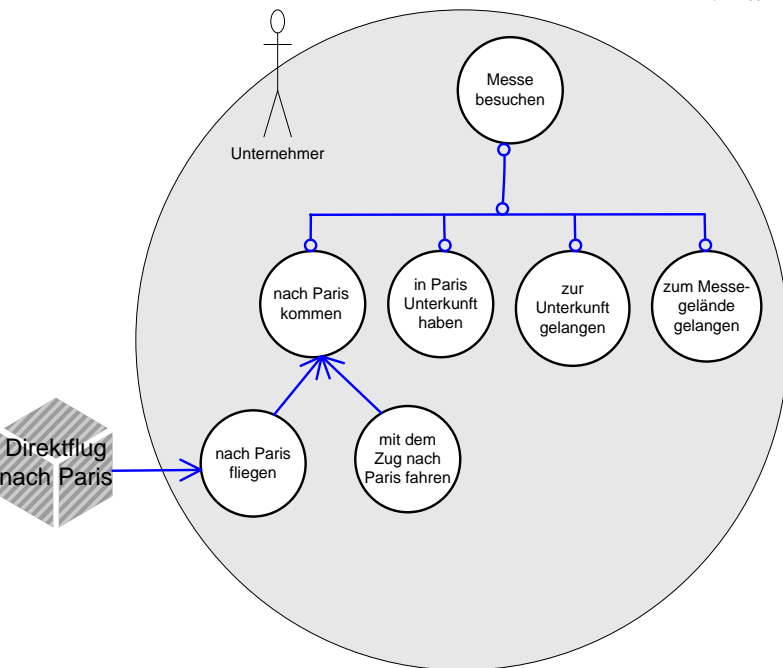 Unternehmer
Messe
besuchen
nach Paris
kommen
in Paris
Unterkunft
haben
zur
Unterkunft
gelangen
zum Messe-
gelände
gelangen
Direktflug
nach Paris
nach Paris
fliegen
mit dem
Zug nach
Paris fahren